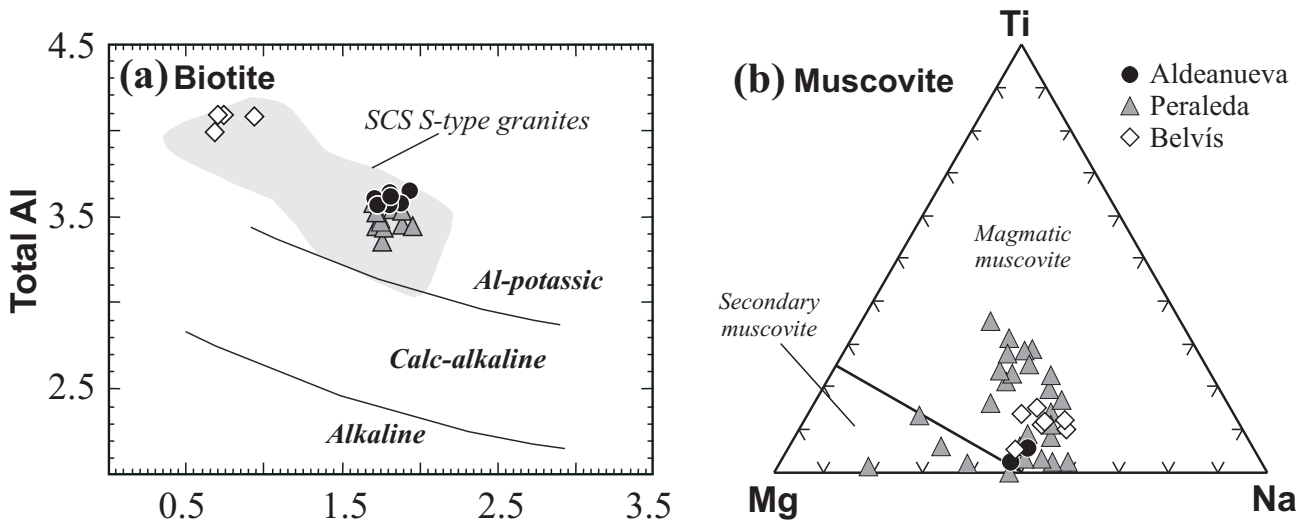 4.5
3.5
2.5
Total Al
(a) Biotite
SCS S-type granites
Al-potassic
Calc-alkaline
Alkaline
0.5
1.5
2.5
3.5
Ti
(b) Muscovite
Aldeanueva
Peraleda
Belvís
Magmatic
muscovite
Secondary
muscovite
Mg
Na